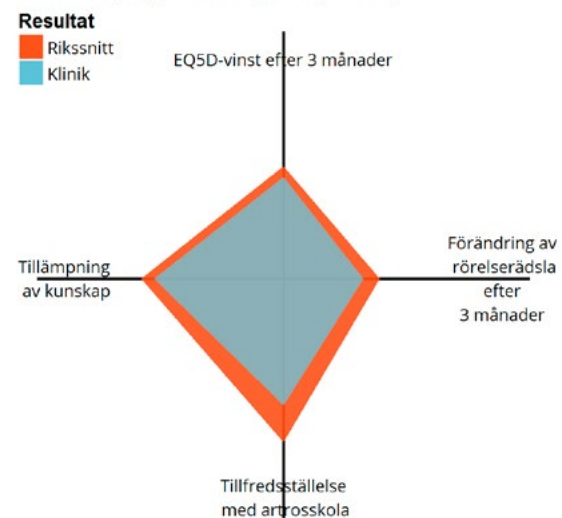 Resultat
Rikssnitt
Klinik
EQ5D-vinst efter 3 månader
Förändring av
rörelserädsla
efter
3 månader
Tillämpning
av kunskap
Tillfredsställelse
med artrosskola